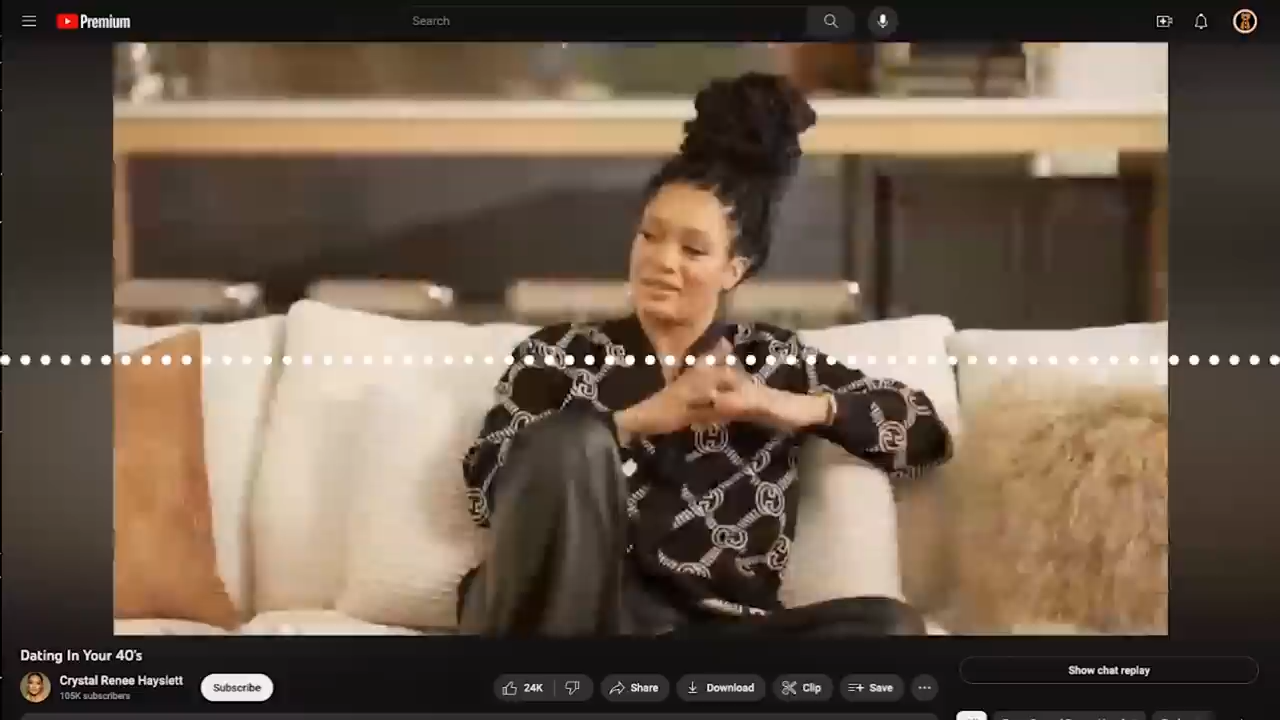 Premium
Search
Dating In Your 40's
Crystal Renee Hayslett
105K subscribers
Subscribe
24K
Share
Download
Clip
Save
Show chat replay